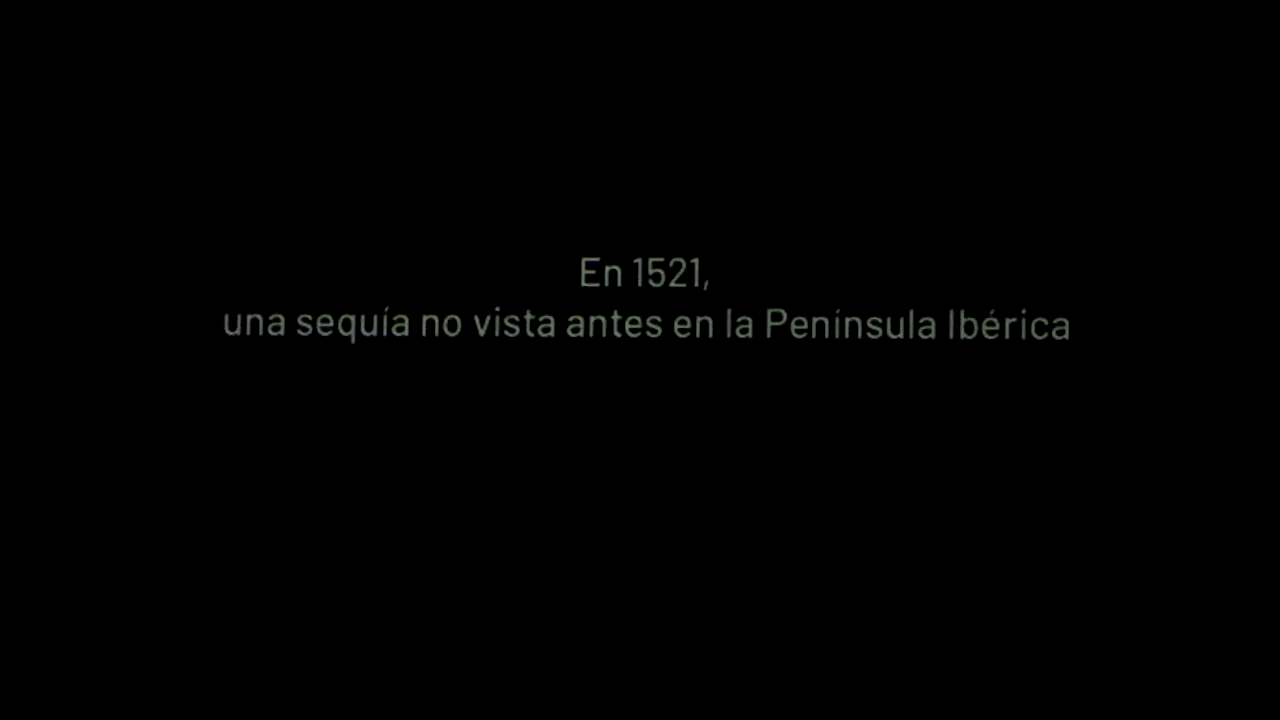 En 1521,
una sequía no vista antes en la Península Ibérica